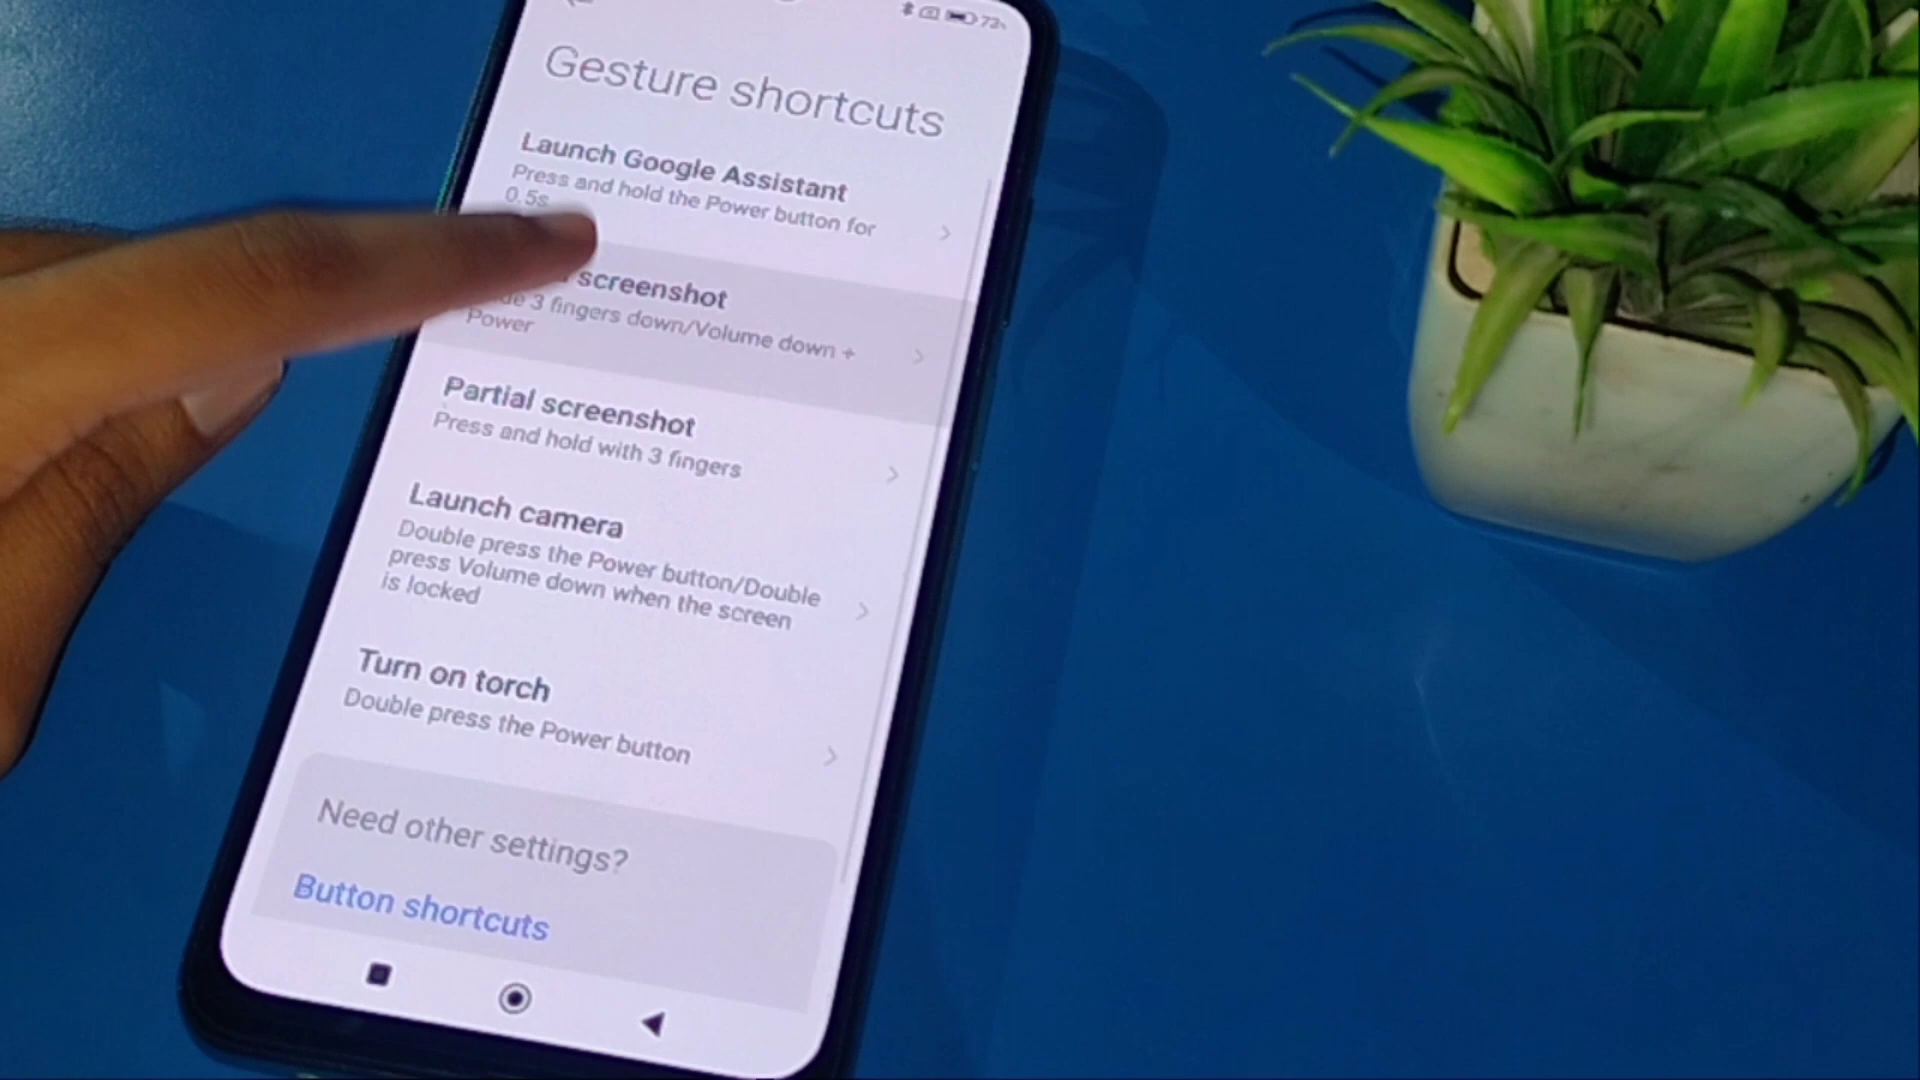 73%
Gesture shortcuts
Launch Google Assistant
Press and hold the Power button for
0.5s
screenshot
3 fingers down/Volume down +
Power
Partial screenshot
Press and hold with 3 fingers
Launch camera
Double press the Power button/Double
press Volume down when the screen
is locked
Turn on torch
Double press the Power button
Need other settings?
Button shortcuts